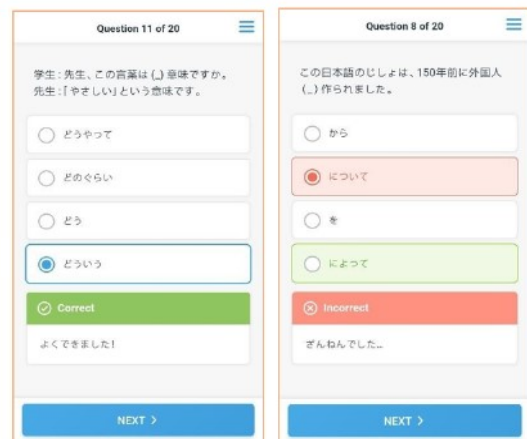 Question 11 of 20
学生：先生、この言葉は (_) 意味ですか。
先生：「やさしい」という意味です。
どうやって
どのぐらい
どう
どういう
Correct
よくできました！
NEXT >
Question 8 of 20
この日本語のじしょは、150年前に外国人
(_) 作られました。
から
について
を
によって
Incorrect
ざんねんでした…
NEXT >